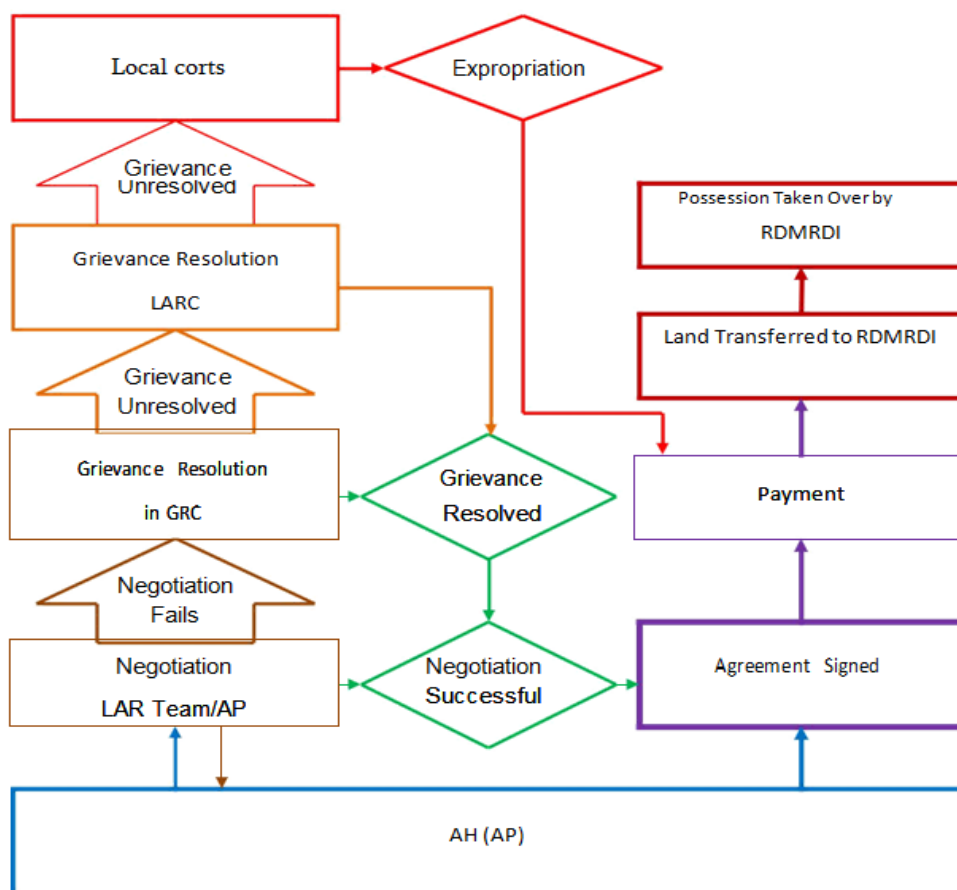 Local corts
Expropriation
Grievance
Unresolved
Possession Taken Over by
RDMRDI
Grievance Resolution
LARC
Land Transferred to RDMRDI
Grievance
Unresolved
Grievance Resolution
in GRC
Grievance
Resolved
Payment
Negotiation
Fails
Negotiation
LAR Team/AP
Negotiation
Successful
Agreement Signed
AH (AP)